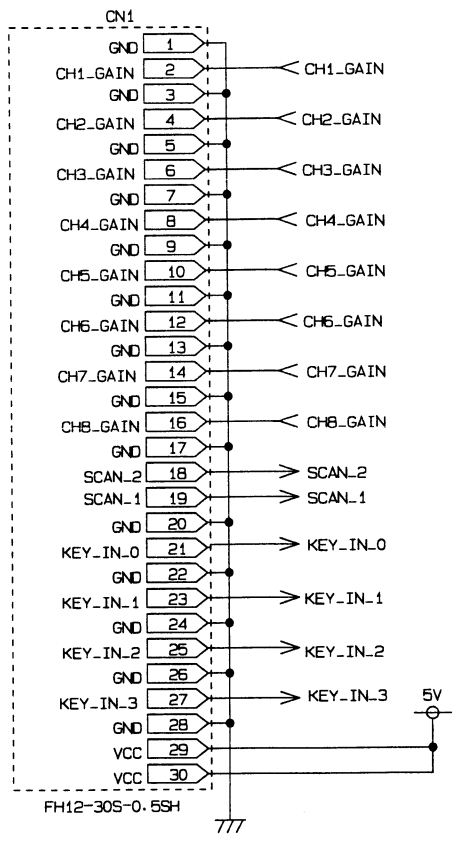 CN1
GND 1
CH1_GAIN 2 CH1_GAIN
GND 3
CH2_GAIN 4 CH2_GAIN
GND 5
CH3_GAIN 6 CH3_GAIN
GND 7
CH4_GAIN 8 CH4_GAIN
GND 9
CH5_GAIN 10 CH5_GAIN
GND 11
CH6_GAIN 12 CH6_GAIN
GND 13
CH7_GAIN 14 CH7_GAIN
GND 15
CH8_GAIN 16 CH8_GAIN
GND 17
SCAN_2 18 SCAN_2
SCAN_1 19 SCAN_1
GND 20
KEY_IN_0 21 KEY_IN_0
GND 22
KEY_IN_1 23 KEY_IN_1
GND 24
KEY_IN_2 25 KEY_IN_2
GND 26
KEY_IN_3 27 KEY_IN_3 5V
GND 28
VCC 29
VCC 30
FH12-30S-0.5SH